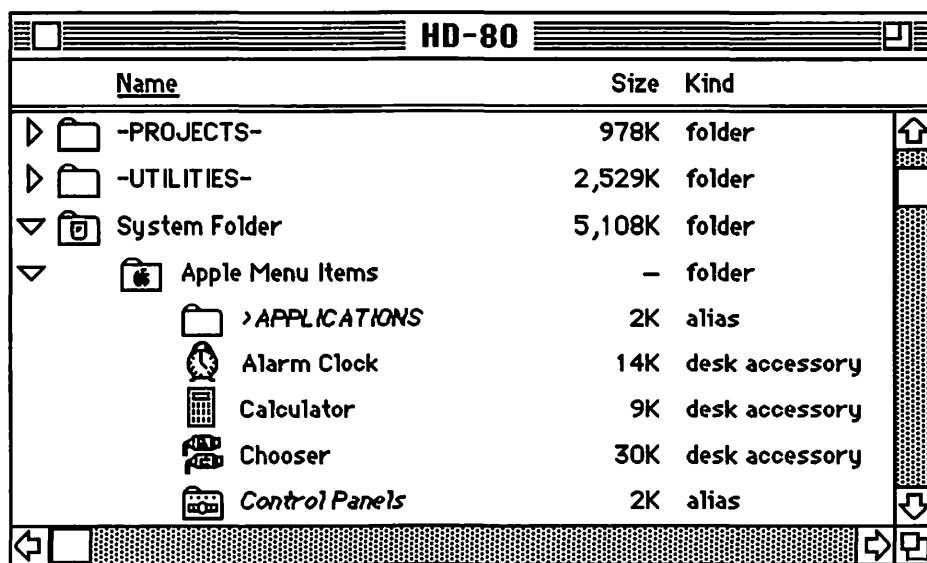 HD-80
Name Size Kind
-PROJECTS- 978K folder
-UTILITIES- 2,529K folder
System Folder 5,108K folder
Apple Menu Items – folder
>APPLICATIONS 2K alias
Alarm Clock 14K desk accessory
Calculator 9K desk accessory
Chooser 30K desk accessory
Control Panels 2K alias